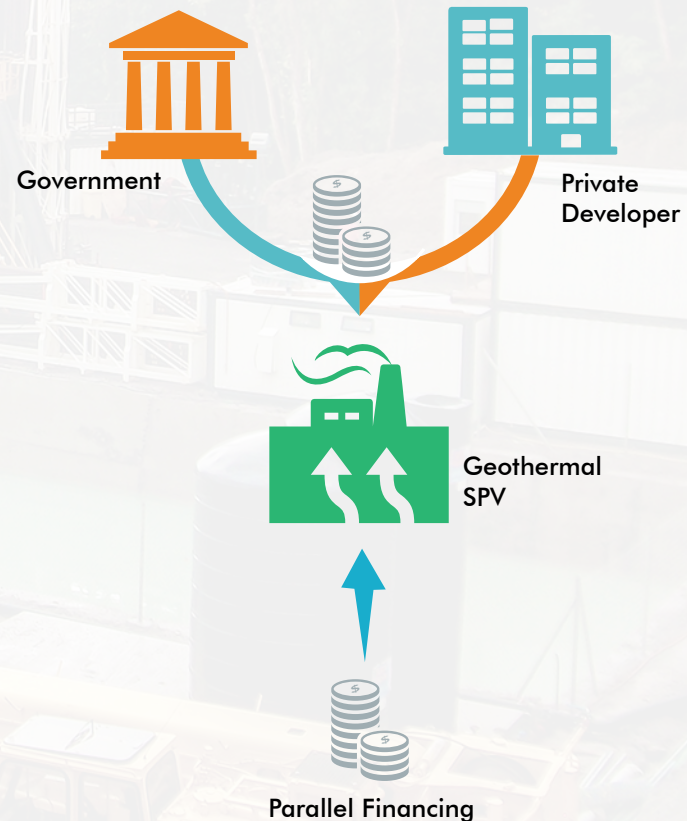 Government
Private
Developer
Geothermal
SPV
Parallel Financing